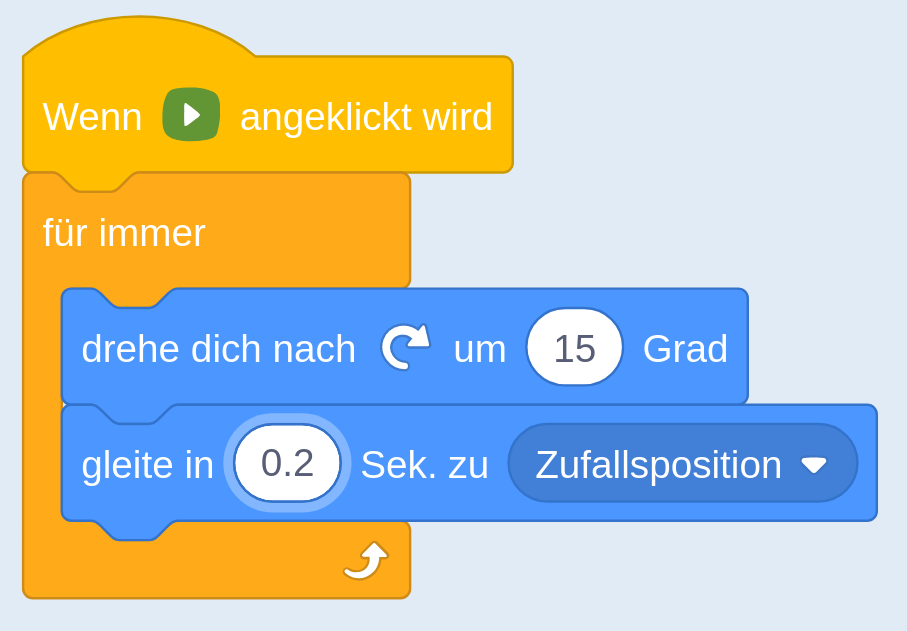 Wenn angeklickt wird
für immer
drehe dich nach um 15 Grad
gleite in 0.2 Sek. zu Zufallsposition